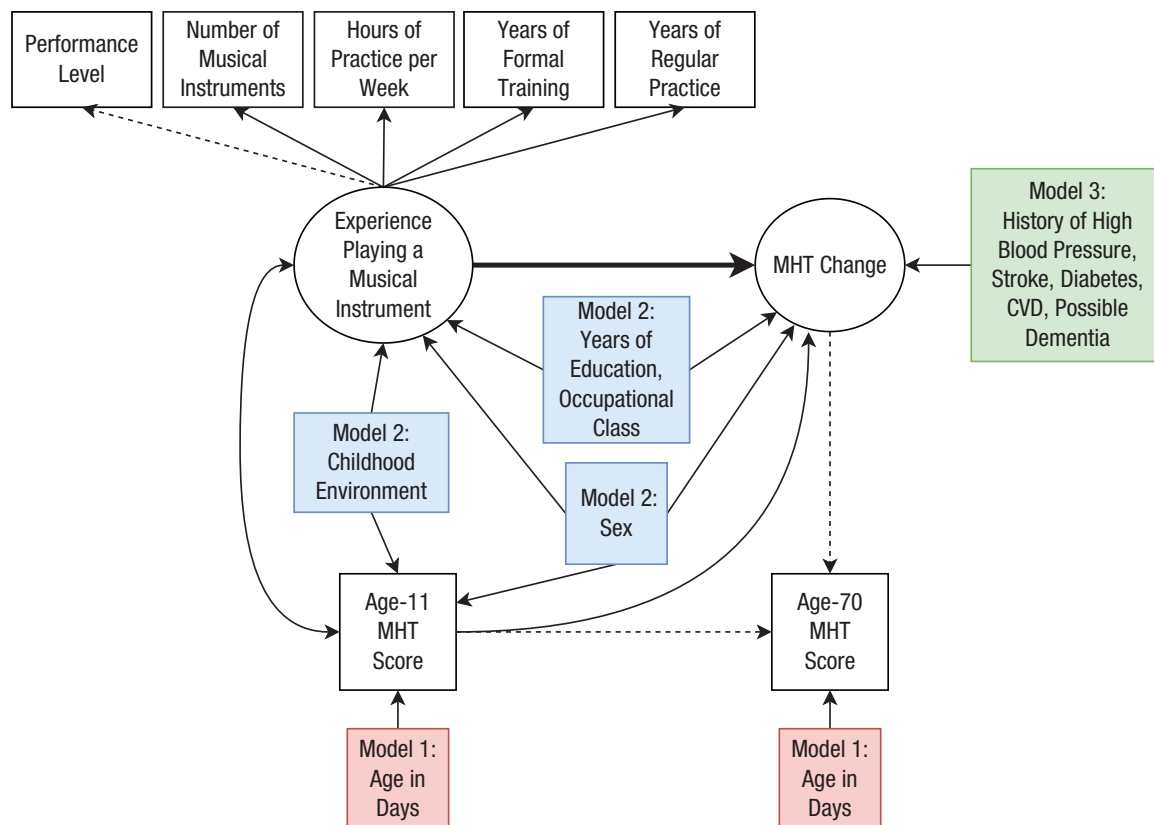 Performance
Level
Number of
Musical
Instruments
Hours of
Practice per
Week
Years of
Formal
Training
Years of
Regular
Practice
Experience
Playing a
Musical
Instrument
MHT Change
Model 3:
History of High
Blood Pressure,
Stroke, Diabetes,
CVD, Possible
Dementia
Model 2:
Years of
Education,
Occupational
Class
Model 2:
Childhood
Environment
Model 2:
Sex
Age-11
MHT
Score
Age-70
MHT
Score
Model 1:
Age in
Days
Model 1:
Age in
Days